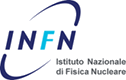 INFN
Istituto Nazionale
di Fisica Nucleare